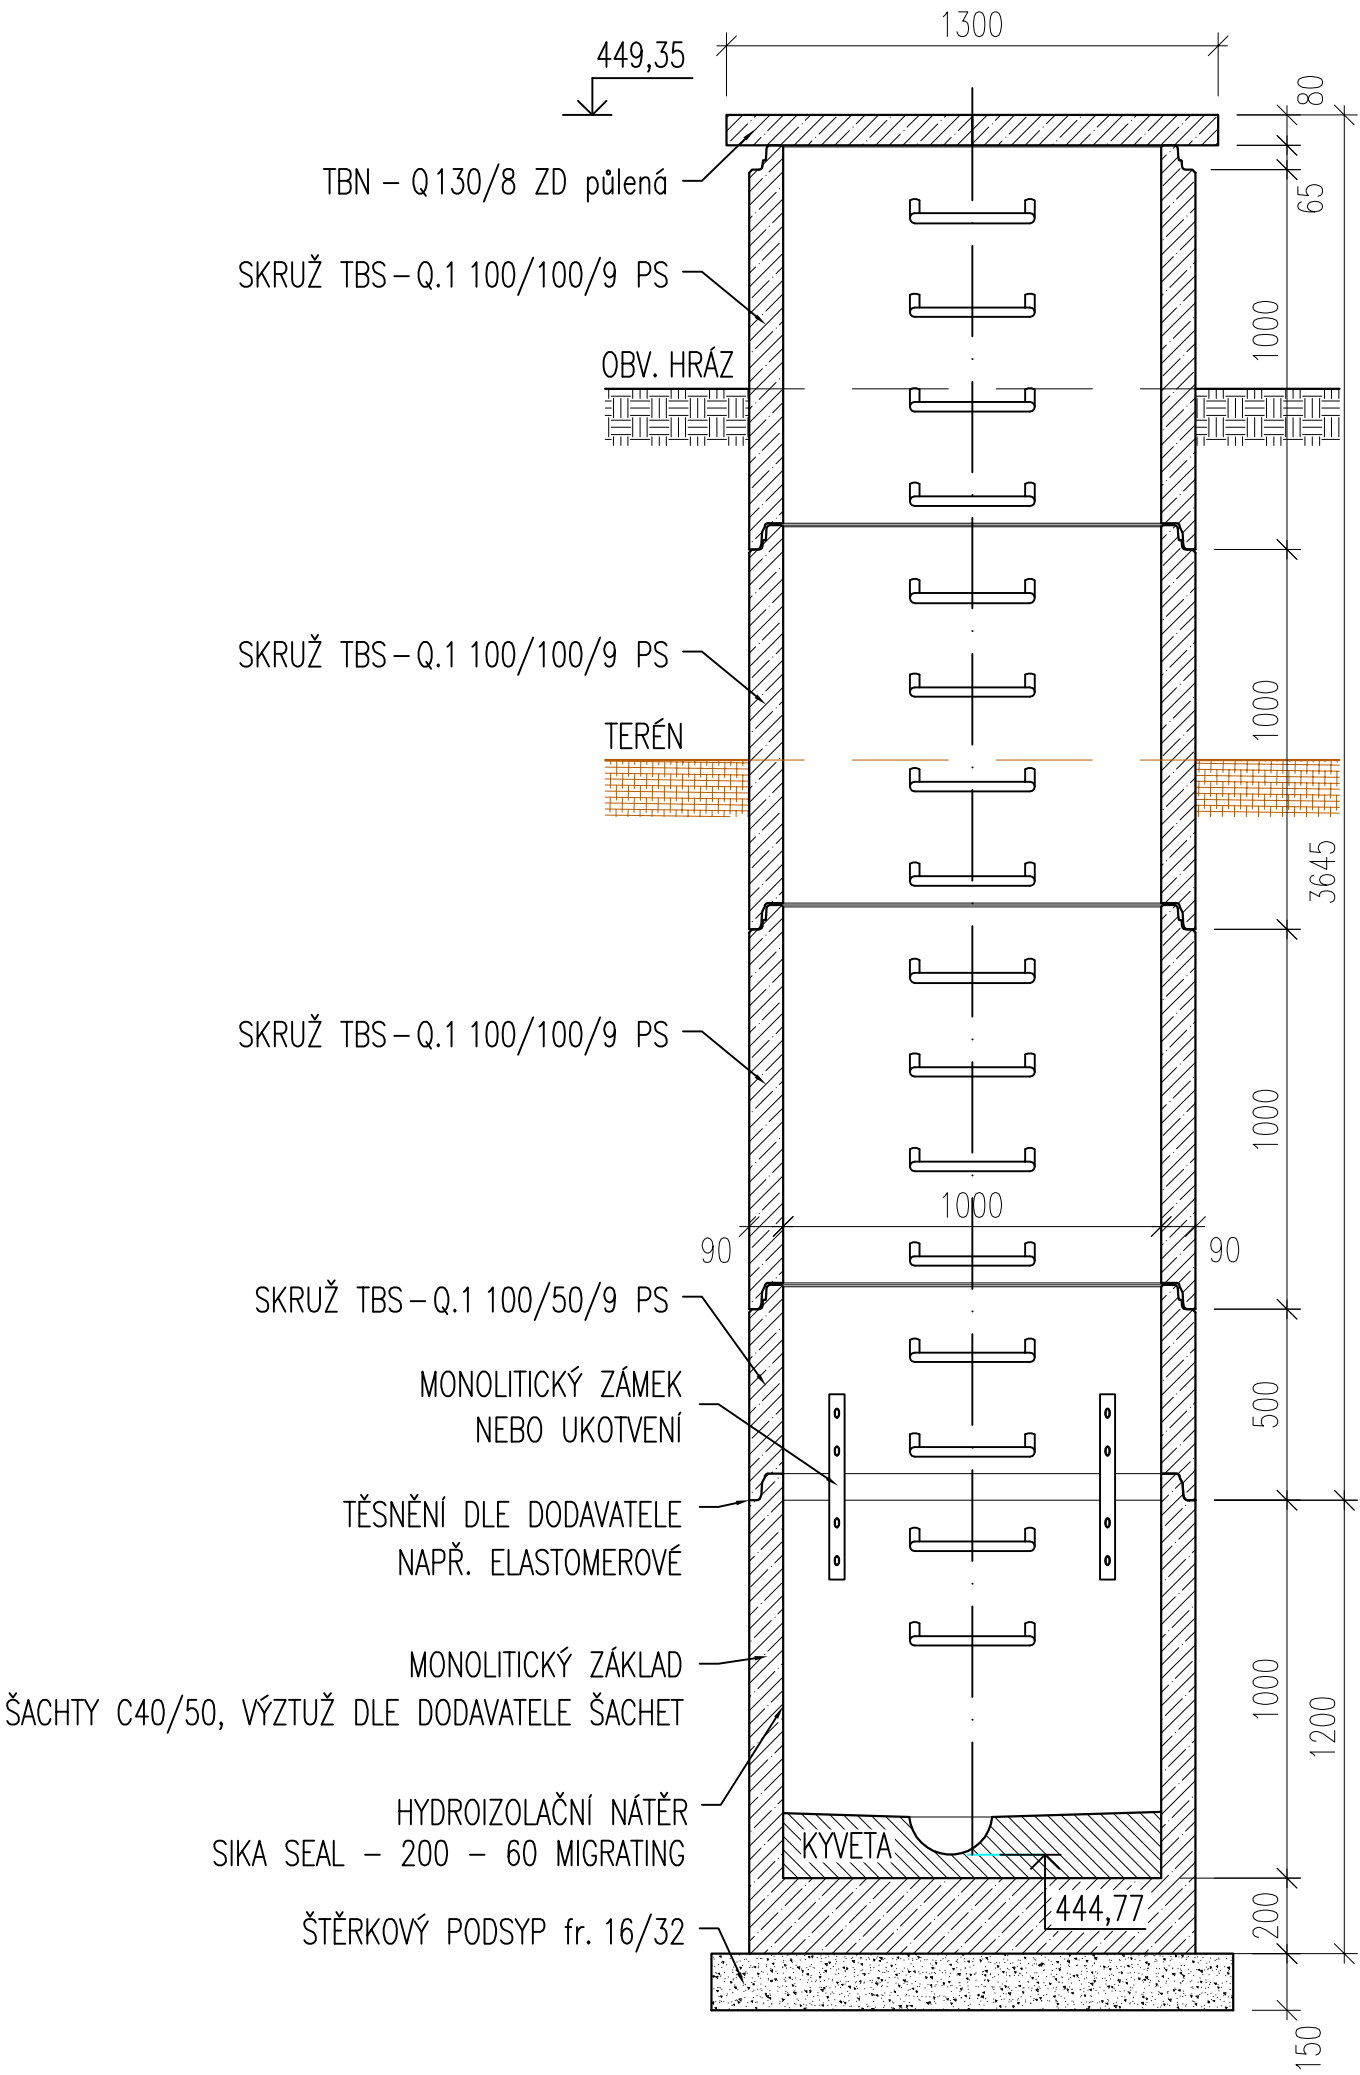 1300
449,35
80
TBN – Q 130/8 ZD půlená
65
SKRUŽ TBS – Q.1 100/100/9 PS
1000
OBV. HRÁZ
SKRUŽ TBS – Q.1 100/100/9 PS
1000
TERÉN
3645
SKRUŽ TBS – Q.1 100/100/9 PS
1000
1000
90
90
SKRUŽ TBS – Q.1 100/50/9 PS
MONOLITICKÝ ZÁMEK
NEBO UKOTVENÍ
500
TĚSNĚNÍ DLE DODAVATELE
NAPŘ. ELASTOMEROVÉ
MONOLITICKÝ ZÁKLAD
ŠACHTY C40/50, VÝZTUŽ DLE DODAVATELE ŠACHET
1000
1200
HYDROIZOLAČNÍ NÁTĚR
SIKA SEAL – 200 – 60 MIGRATING
KYVETA
444,77
200
ŠTĚRKOVÝ PODSYP fr. 16/32
150